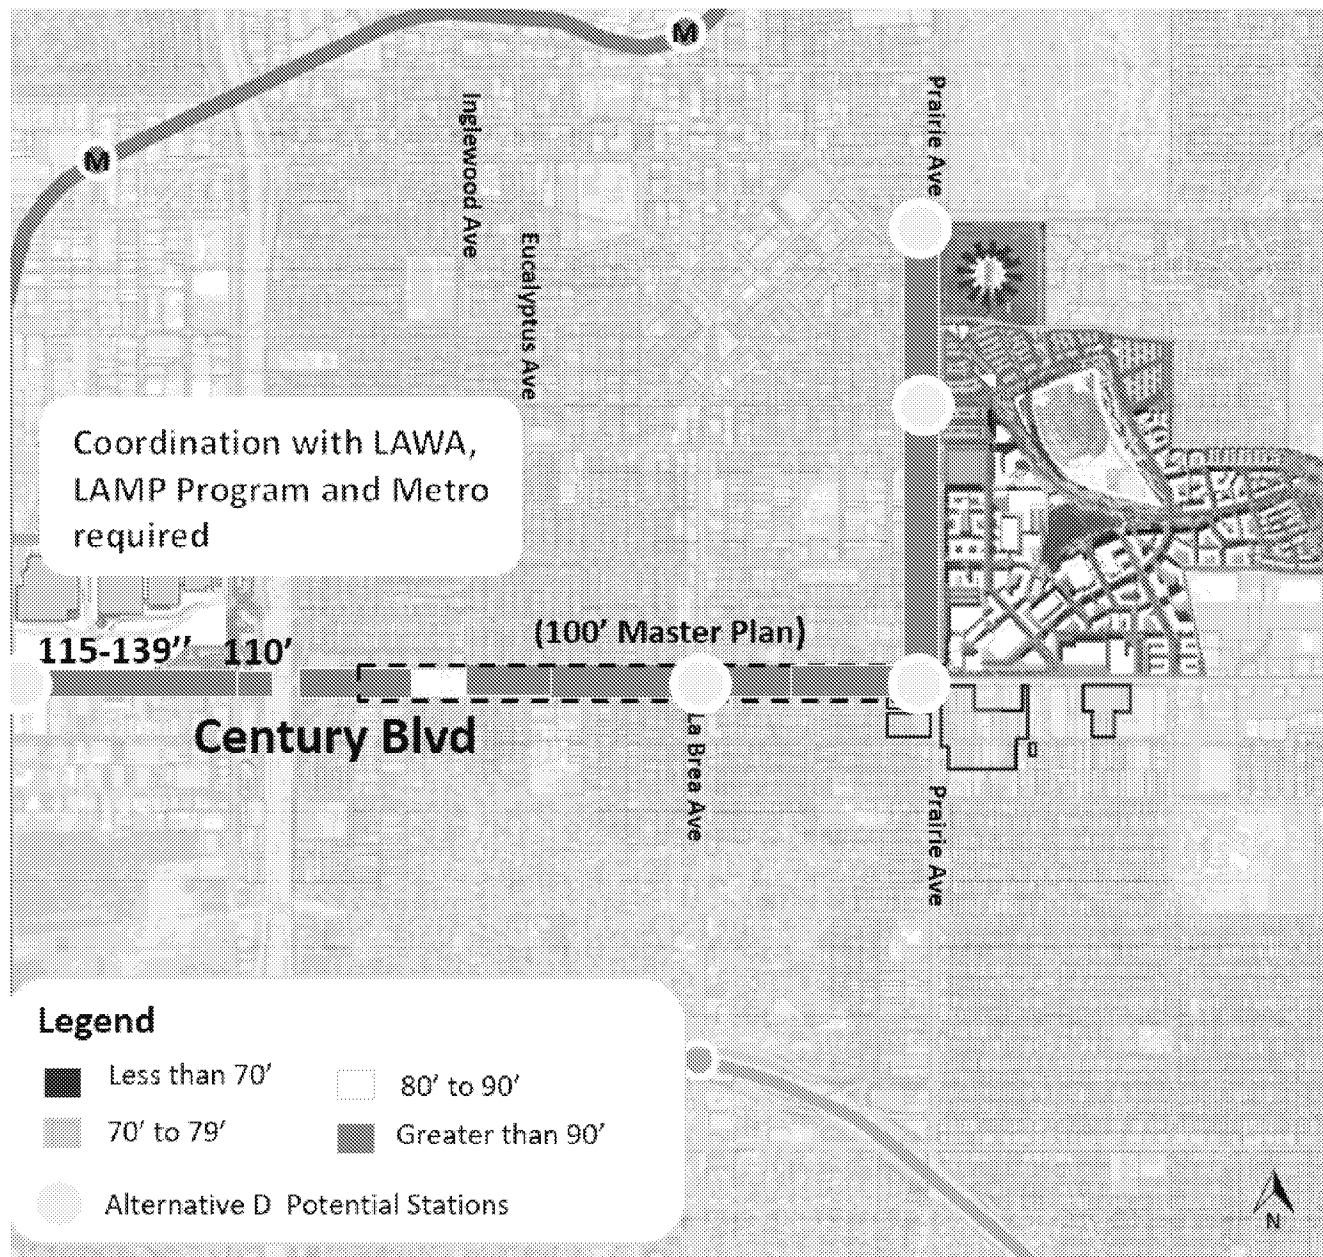 M
M
Inglewood Ave
Eucalyptus Ave
Prairie Ave
Coordination with LAWA,
LAMP Program and Metro
required
115-139’’ 110’
(100’ Master Plan)
Century Blvd
La Brea Ave
Prairie Ave
Legend
Less than 70’
80’ to 90’
70’ to 79’
Greater than 90’
Alternative D Potential Stations
N